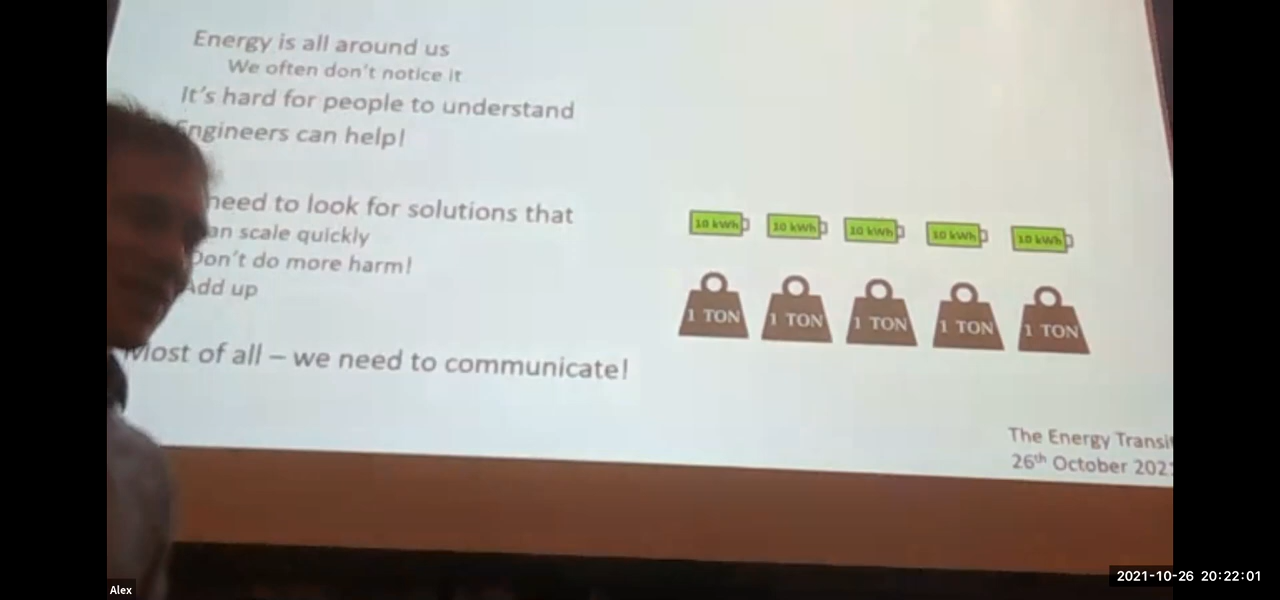 Energy is all around us
We often don't notice it
It's hard for people to understand
Engineers can help!
need to look for solutions that
an scale quickly
Don't do more harm!
Add up
Most of all – we need to communicate!
10 kWh 10 kWh 10 kWh 10 kWh 10 kWh
1 TON 1 TON 1 TON 1 TON 1 TON
The Energy Transi
26th October 202
Alex
2021-10-26 20:22:01